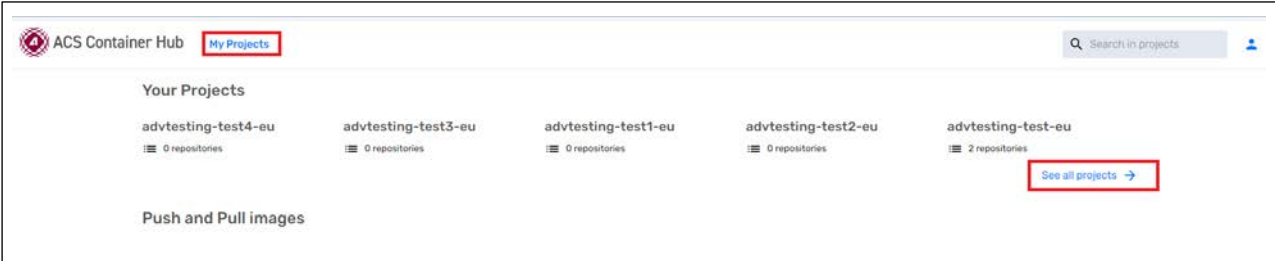 ACS Container Hub My Projects Search in projects
Your Projects
advtesting-test4-eu advtesting-test3-eu advtesting-test1-eu advtesting-test2-eu advtesting-test-eu
0 repositories 0 repositories 0 repositories 0 repositories 2 repositories
See all projects →
Push and Pull images